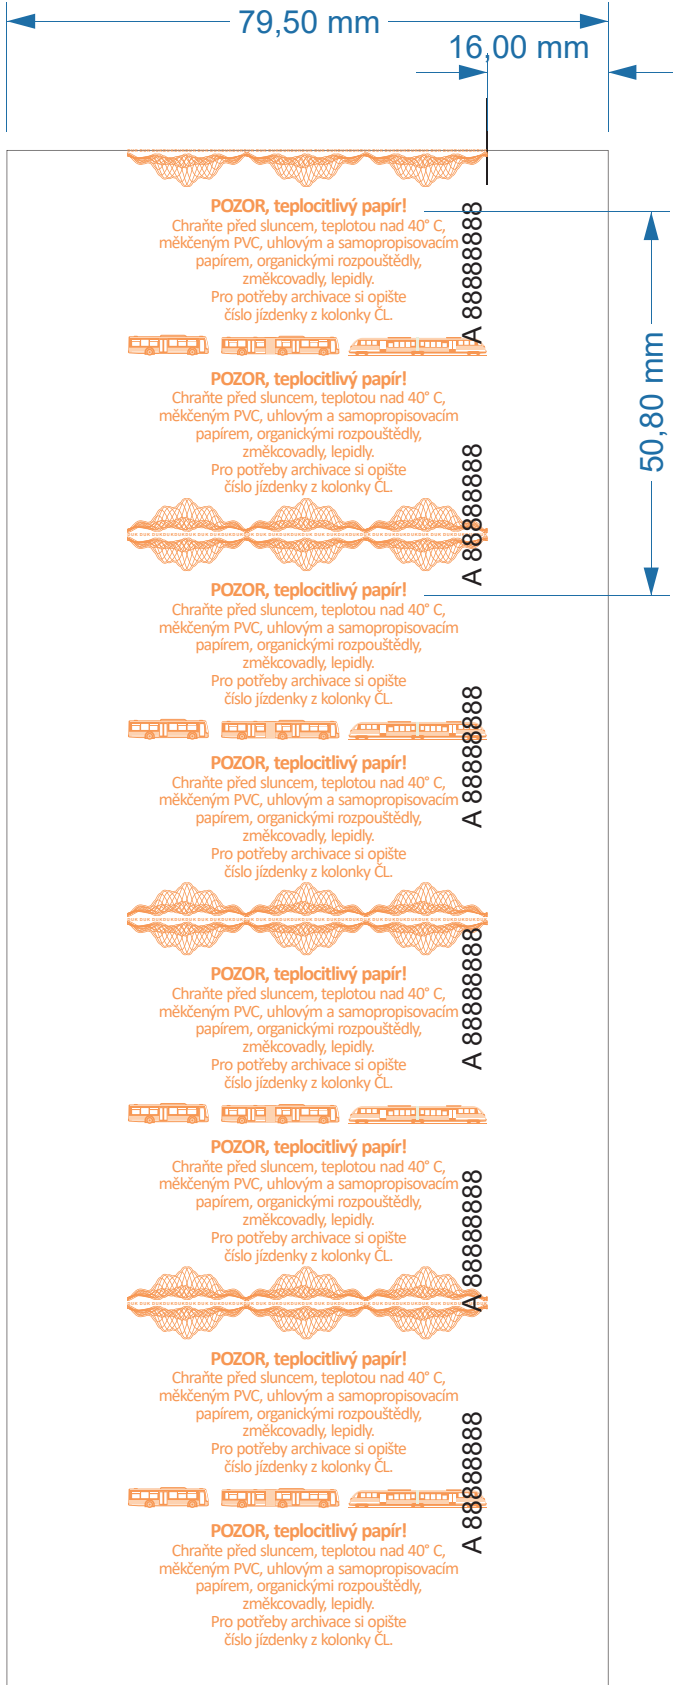 79,50 mm
16,00 mm
POZOR, teplocitlivý papír!
Chraňte před sluncem, teplotou nad 40° C,
měkčeným PVC, uhlovým a samopropisovacím
papírem, organickými rozpouštědly,
změkcovadly, lepidly.
Pro potřeby archivace si opište
číslo jízdenky z kolonky ČL.
A 888888888
50,80 mm
POZOR, teplocitlivý papír!
Chraňte před sluncem, teplotou nad 40° C,
měkčeným PVC, uhlovým a samopropisovacím
papírem, organickými rozpouštědly,
změkcovadly, lepidly.
Pro potřeby archivace si opište
číslo jízdenky z kolonky ČL.
A 888888888
POZOR, teplocitlivý papír!
Chraňte před sluncem, teplotou nad 40° C,
měkčeným PVC, uhlovým a samopropisovacím
papírem, organickými rozpouštědly,
změkcovadly, lepidly.
Pro potřeby archivace si opište
číslo jízdenky z kolonky ČL.
A 888888888
POZOR, teplocitlivý papír!
Chraňte před sluncem, teplotou nad 40° C,
měkčeným PVC, uhlovým a samopropisovacím
papírem, organickými rozpouštědly,
změkcovadly, lepidly.
Pro potřeby archivace si opište
číslo jízdenky z kolonky ČL.
A 888888888
POZOR, teplocitlivý papír!
Chraňte před sluncem, teplotou nad 40° C,
měkčeným PVC, uhlovým a samopropisovacím
papírem, organickými rozpouštědly,
změkcovadly, lepidly.
Pro potřeby archivace si opište
číslo jízdenky z kolonky ČL.
POZOR, teplocitlivý papír!
Chraňte před sluncem, teplotou nad 40° C,
měkčeným PVC, uhlovým a samopropisovacím
papírem, organickými rozpouštědly,
změkcovadly, lepidly.
Pro potřeby archivace si opište
číslo jízdenky z kolonky ČL.
A 888888888
POZOR, teplocitlivý papír!
Chraňte před sluncem, teplotou nad 40° C,
měkčeným PVC, uhlovým a samopropisovacím
papírem, organickými rozpouštědly,
změkcovadly, lepidly.
Pro potřeby archivace si opište
číslo jízdenky z kolonky ČL.
A 888888888
POZOR, teplocitlivý papír!
Chraňte před sluncem, teplotou nad 40° C,
měkčeným PVC, uhlovým a samopropisovacím
papírem, organickými rozpouštědly,
změkcovadly, lepidly.
Pro potřeby archivace si opište
číslo jízdenky z kolonky ČL.